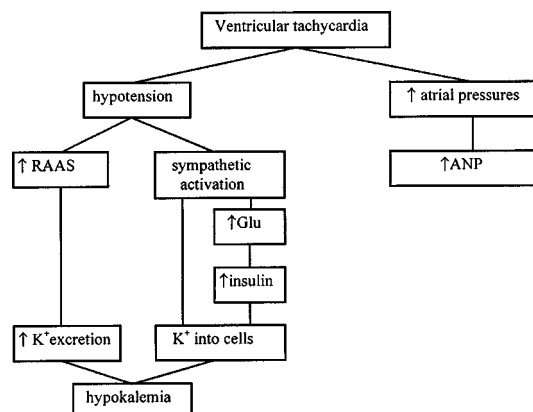 Ventricular tachycardia
hypotension
↑ atrial pressures
↑ RAAS
sympathetic
activation
↑ANP
↑Glu
↑insulin
↑ K⁺excretion
K⁺ into cells
hypokalemia